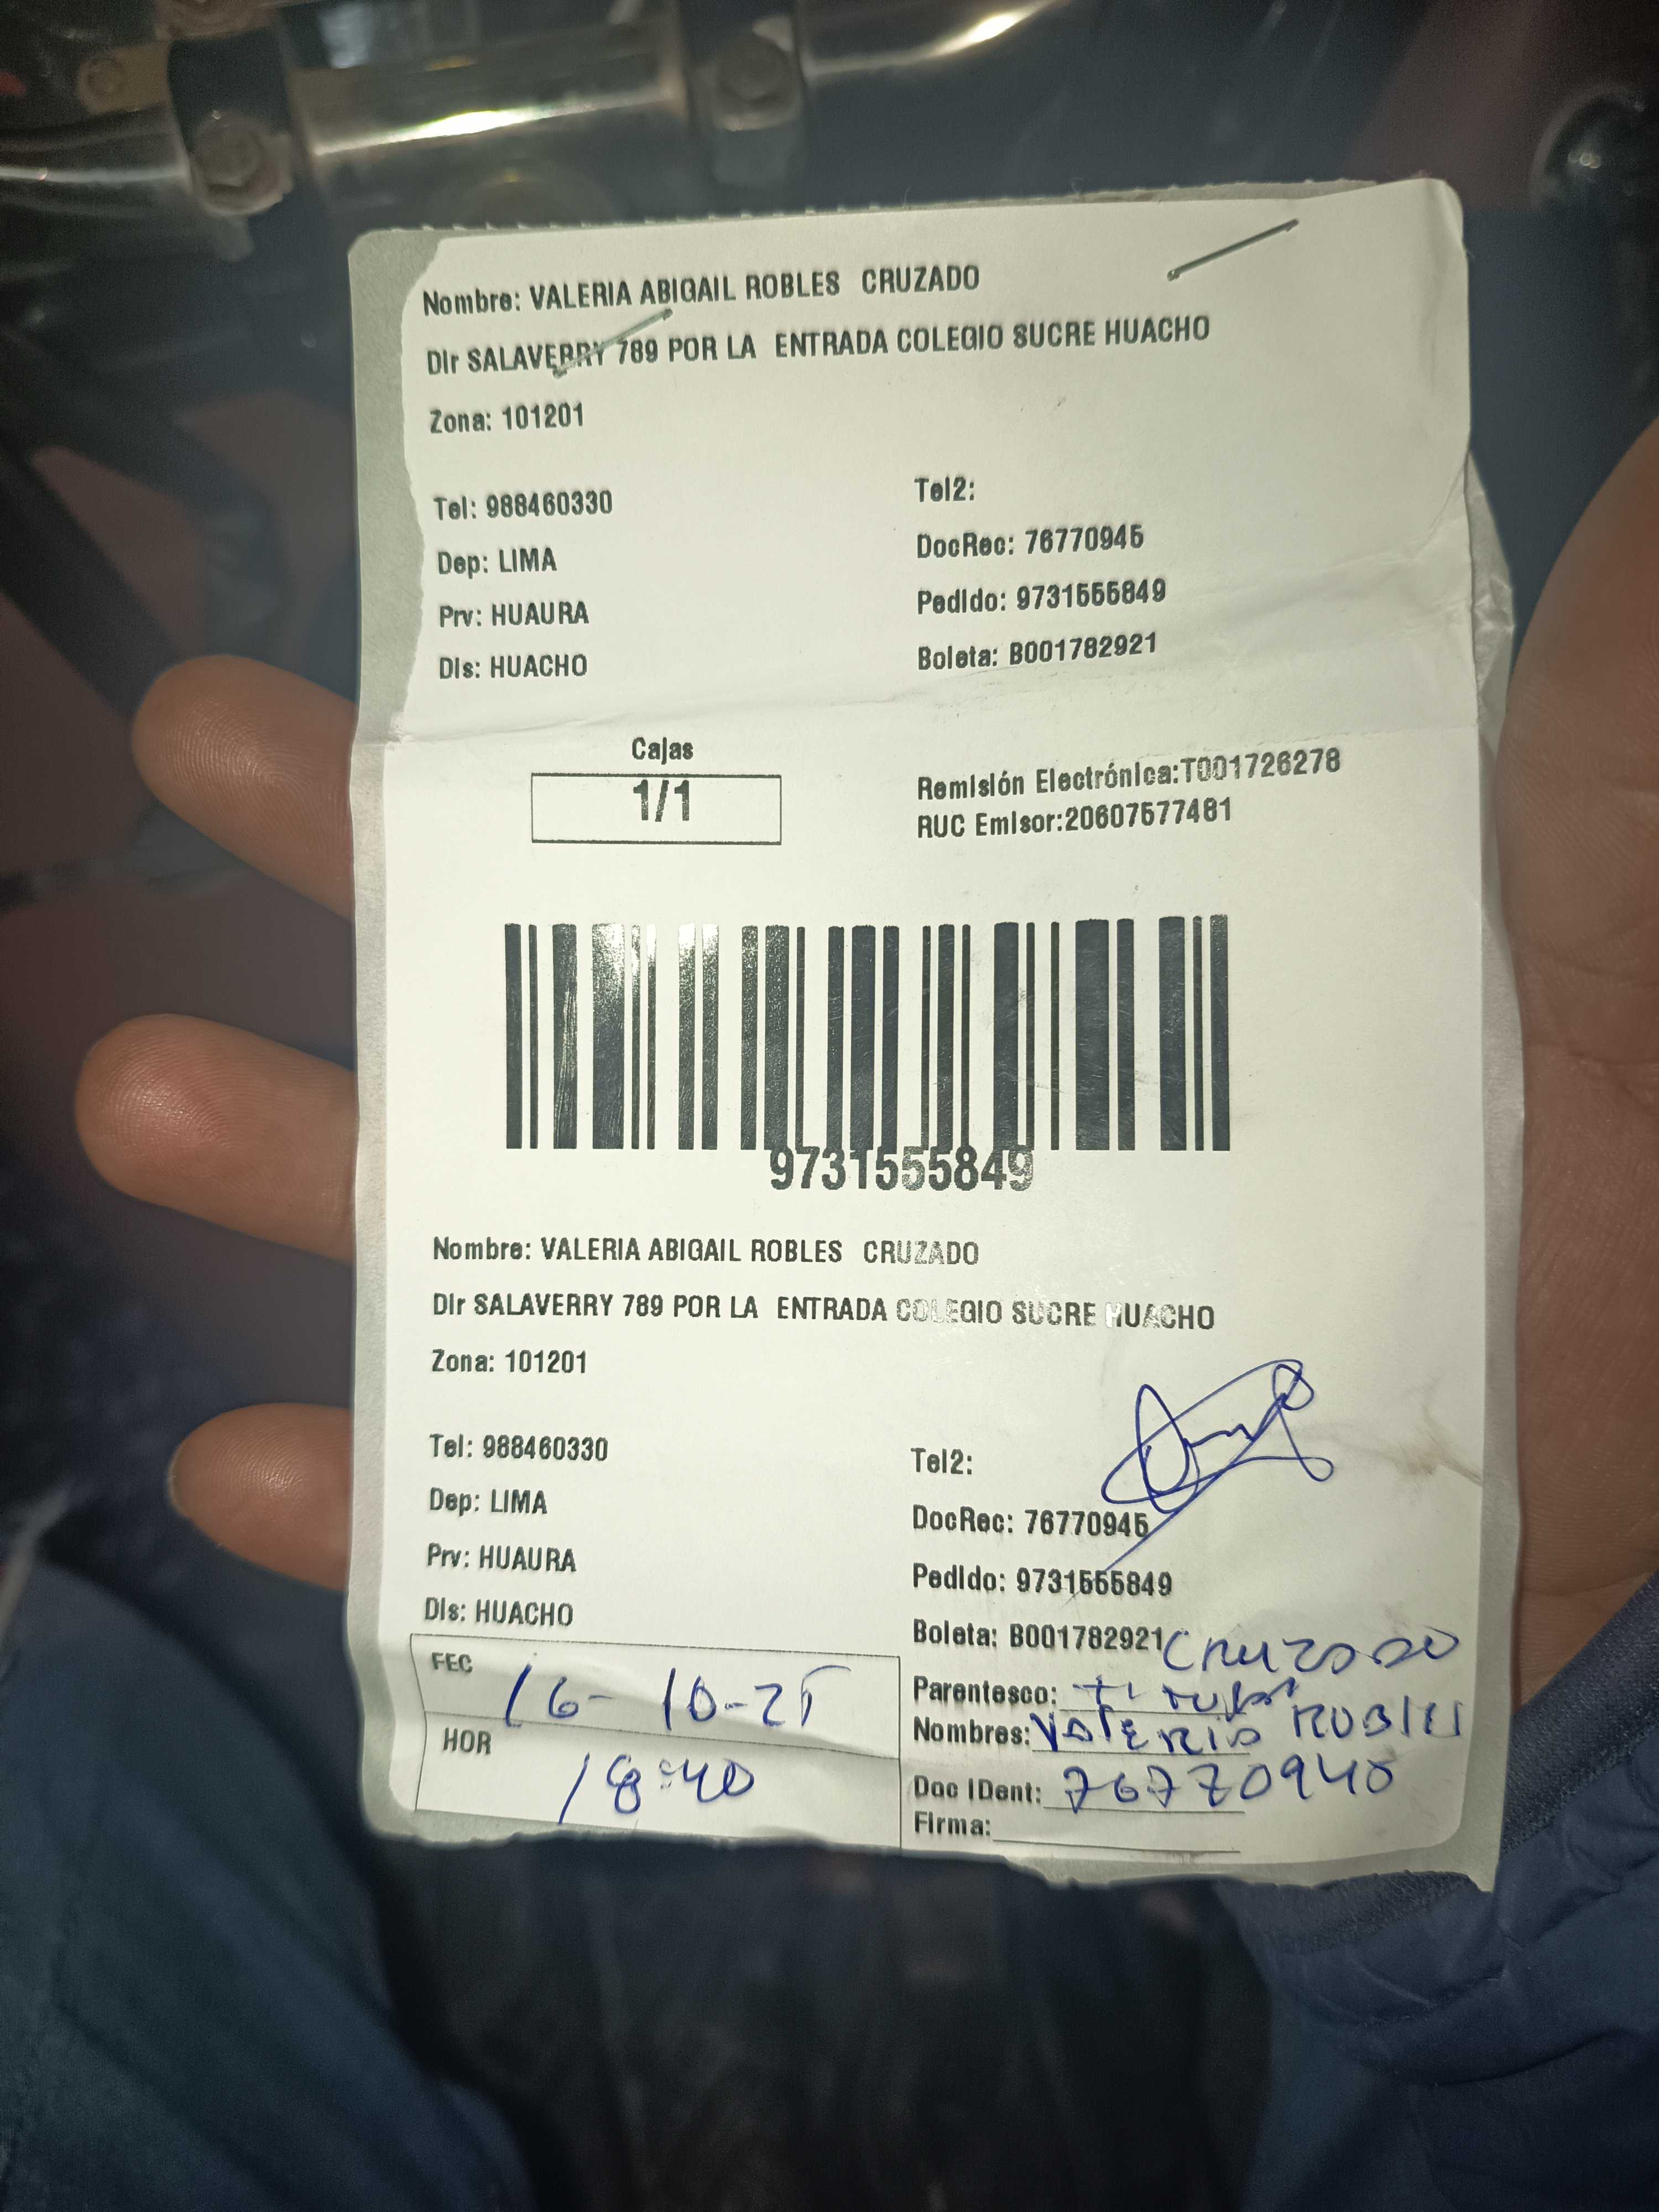 Nombre: VALERIA ABIGAIL ROBLES CRUZADO
Dir SALAVERRY 789 POR LA ENTRADA COLEGIO SUCRE HUACHO
Zona: 101201
Tel: 988460330
Tel2:
Dep: LIMA
DocRec: 76770945
Prv: HUAURA
Pedido: 9731555849
Dis: HUACHO
Boleta: B001782921
Cajas
1/1
Remisión Electrónica:T001726278
RUC Emisor:20607577481
9731555849
Nombre: VALERIA ABIGAIL ROBLES CRUZADO
Dir SALAVERRY 789 POR LA ENTRADA COLEGIO SUCRE HUACHO
Zona: 101201
Tel: 988460330
Tel2:
Dep: LIMA
DocRec: 76770945
Prv: HUAURA
Pedido: 9731555849
Dis: HUACHO
Boleta: B001782921
FEC 16-10-25
HOR 18:40
Cruzado
Parentesco: titular
Nombres: Valeria Robles
Doc IDent: 76770945
Firma: